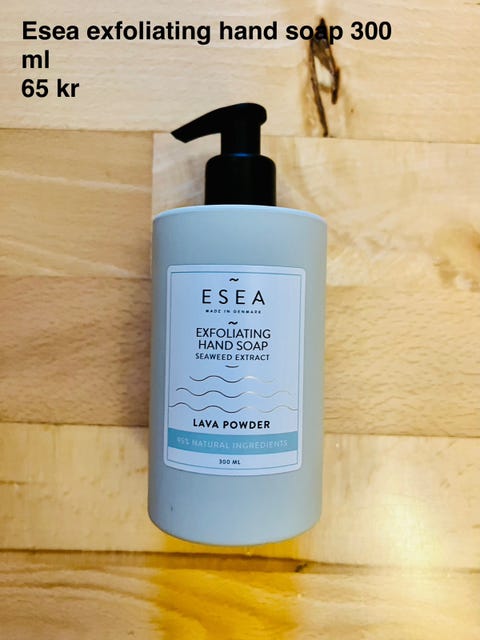 Esea exfoliating hand soap 300
ml
65 kr
ESEA
MADE IN DENMARK
EXFOLIATING
HAND SOAP
SEAWEED EXTRACT
LAVA POWDER
95% NATURAL INGREDIENTS
300 ML